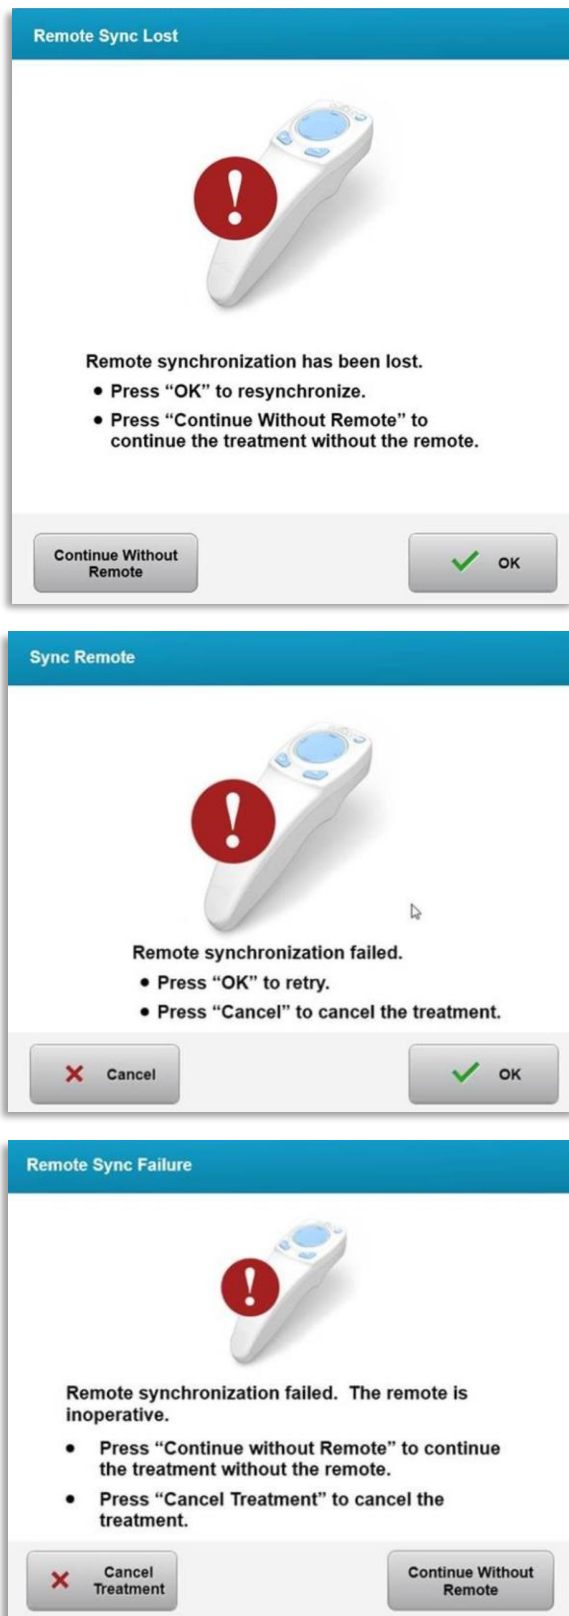 Remote Sync Lost
Remote synchronization has been lost.
• Press “OK” to resynchronize.
• Press “Continue Without Remote” to
continue the treatment without the remote.
Continue Without
Remote
OK
Sync Remote
Remote synchronization failed.
• Press “OK” to retry.
• Press “Cancel” to cancel the treatment.
Cancel
OK
Remote Sync Failure
Remote synchronization failed.  The remote is
inoperative.
• Press “Continue without Remote” to continue
the treatment without the remote.
• Press “Cancel Treatment” to cancel the
treatment.
Cancel
Treatment
Continue Without
Remote